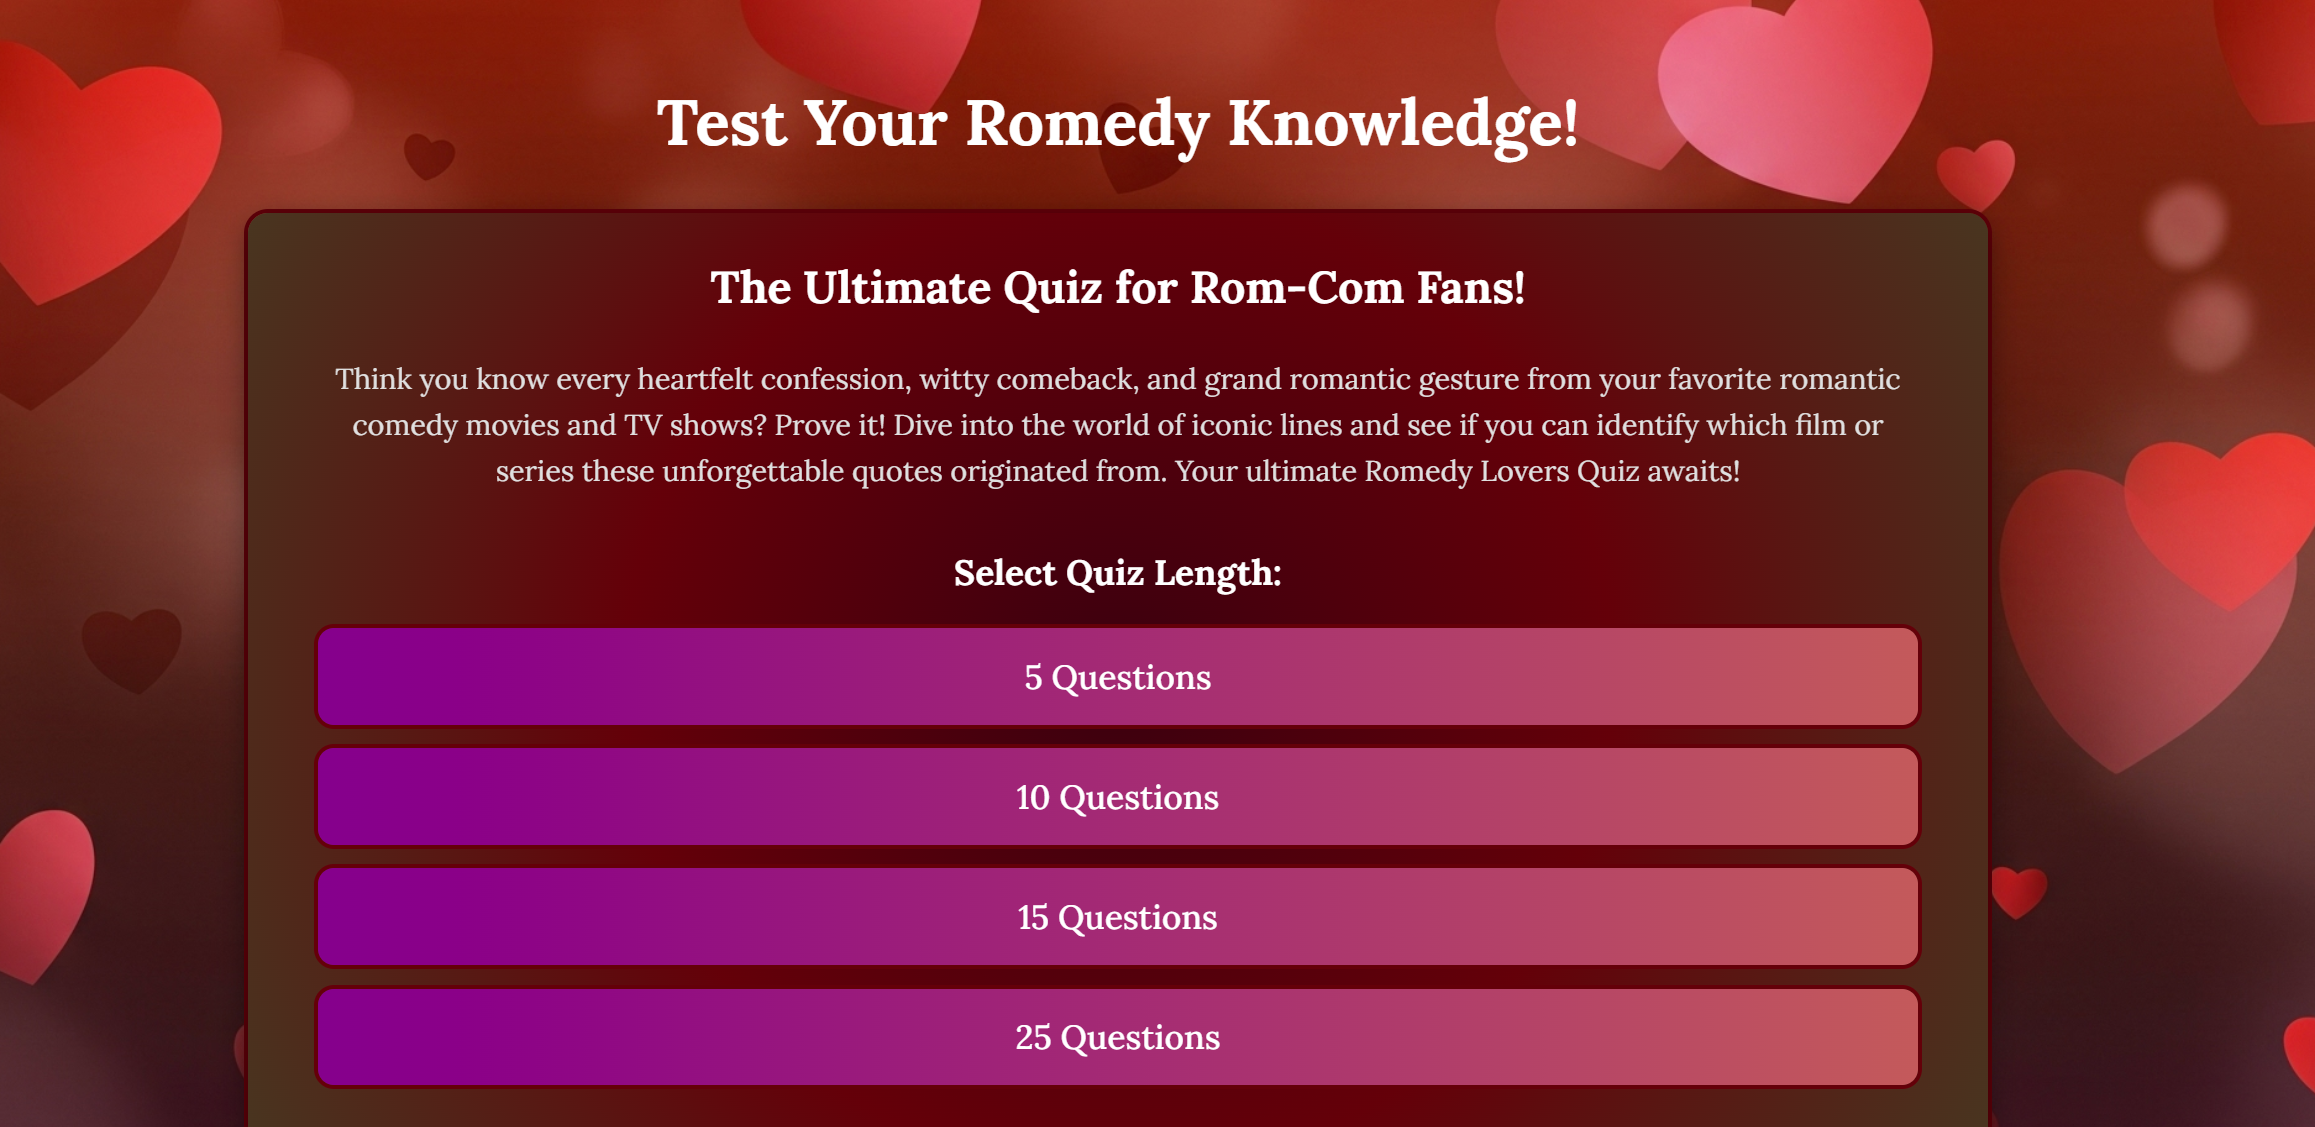 Test Your Romedy Knowledge!
The Ultimate Quiz for Rom-Com Fans!
Think you know every heartfelt confession, witty comeback, and grand romantic gesture from your favorite romantic
comedy movies and TV shows? Prove it! Dive into the world of iconic lines and see if you can identify which film or
series these unforgettable quotes originated from. Your ultimate Romedy Lovers Quiz awaits!
Select Quiz Length:
5 Questions
10 Questions
15 Questions
25 Questions